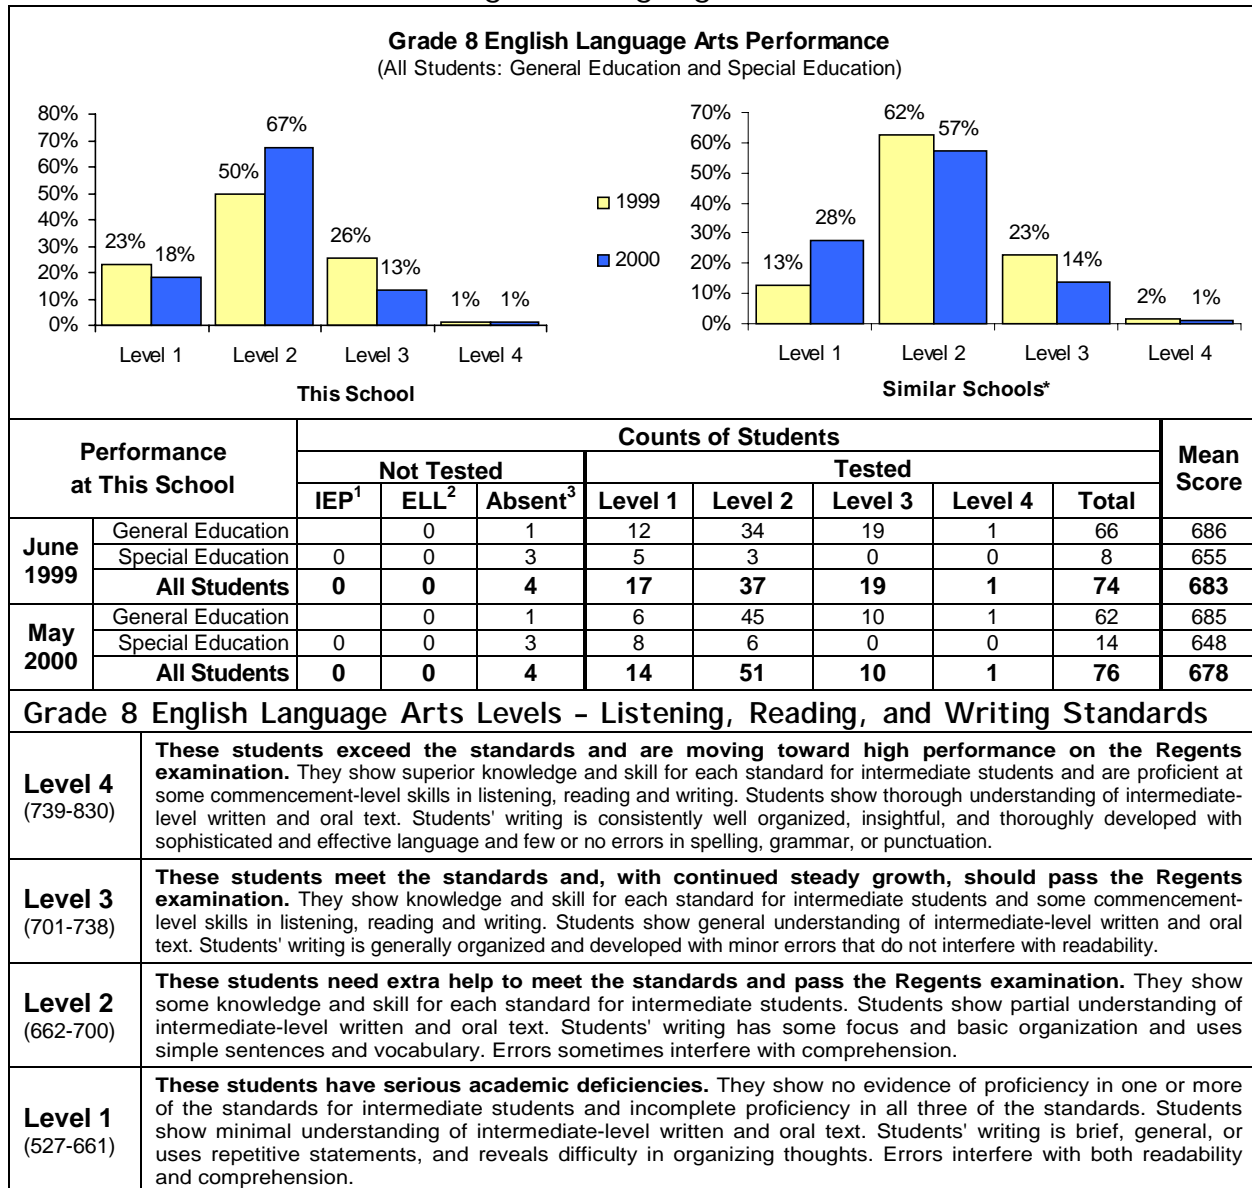 Grade 8 English Language Arts Performance
(All Students: General Education and Special Education)
80%
70%
60%
50%
40%
30%
20%
10%
0%
23%
18%
50%
67%
26%
13%
1%
1%
Level 1
Level 2
Level 3
Level 4
This School
1999
2000
70%
60%
50%
40%
30%
20%
10%
0%
13%
28%
62%
57%
23%
14%
2%
1%
Level 1
Level 2
Level 3
Level 4
Similar Schools*
Performance
at This School
Counts of Students
Mean
Score
Not Tested
Tested
IEP1 ELL2 Absent3 Level 1 Level 2 Level 3 Level 4 Total
June
1999
General Education 0 1 12 34 19 1 66 686
Special Education 0 0 3 5 3 0 0 8 655
All Students 0 0 4 17 37 19 1 74 683
May
2000
General Education 0 1 6 45 10 1 62 685
Special Education 0 0 3 8 6 0 0 14 648
All Students 0 0 4 14 51 10 1 76 678
Grade 8 English Language Arts Levels – Listening, Reading, and Writing Standards
Level 4
(739-830)
These students exceed the standards and are moving toward high performance on the Regents
examination. They show superior knowledge and skill for each standard for intermediate students and are proficient at
some commencement-level skills in listening, reading and writing. Students show thorough understanding of intermediate-
level written and oral text. Students' writing is consistently well organized, insightful, and thoroughly developed with
sophisticated and effective language and few or no errors in spelling, grammar, or punctuation.
Level 3
(701-738)
These students meet the standards and, with continued steady growth, should pass the Regents
examination. They show knowledge and skill for each standard for intermediate students and some commencement-
level skills in listening, reading and writing. Students show general understanding of intermediate-level written and oral
text. Students' writing is generally organized and developed with minor errors that do not interfere with readability.
Level 2
(662-700)
These students need extra help to meet the standards and pass the Regents examination. They show
some knowledge and skill for each standard for intermediate students. Students show partial understanding of
intermediate-level written and oral text. Students' writing has some focus and basic organization and uses
simple sentences and vocabulary. Errors sometimes interfere with comprehension.
Level 1
(527-661)
These students have serious academic deficiencies. They show no evidence of proficiency in one or more
of the standards for intermediate students and incomplete proficiency in all three of the standards. Students
show minimal understanding of intermediate-level written and oral text. Students' writing is brief, general, or
uses repetitive statements, and reveals difficulty in organizing thoughts. Errors interfere with both readability
and comprehension.